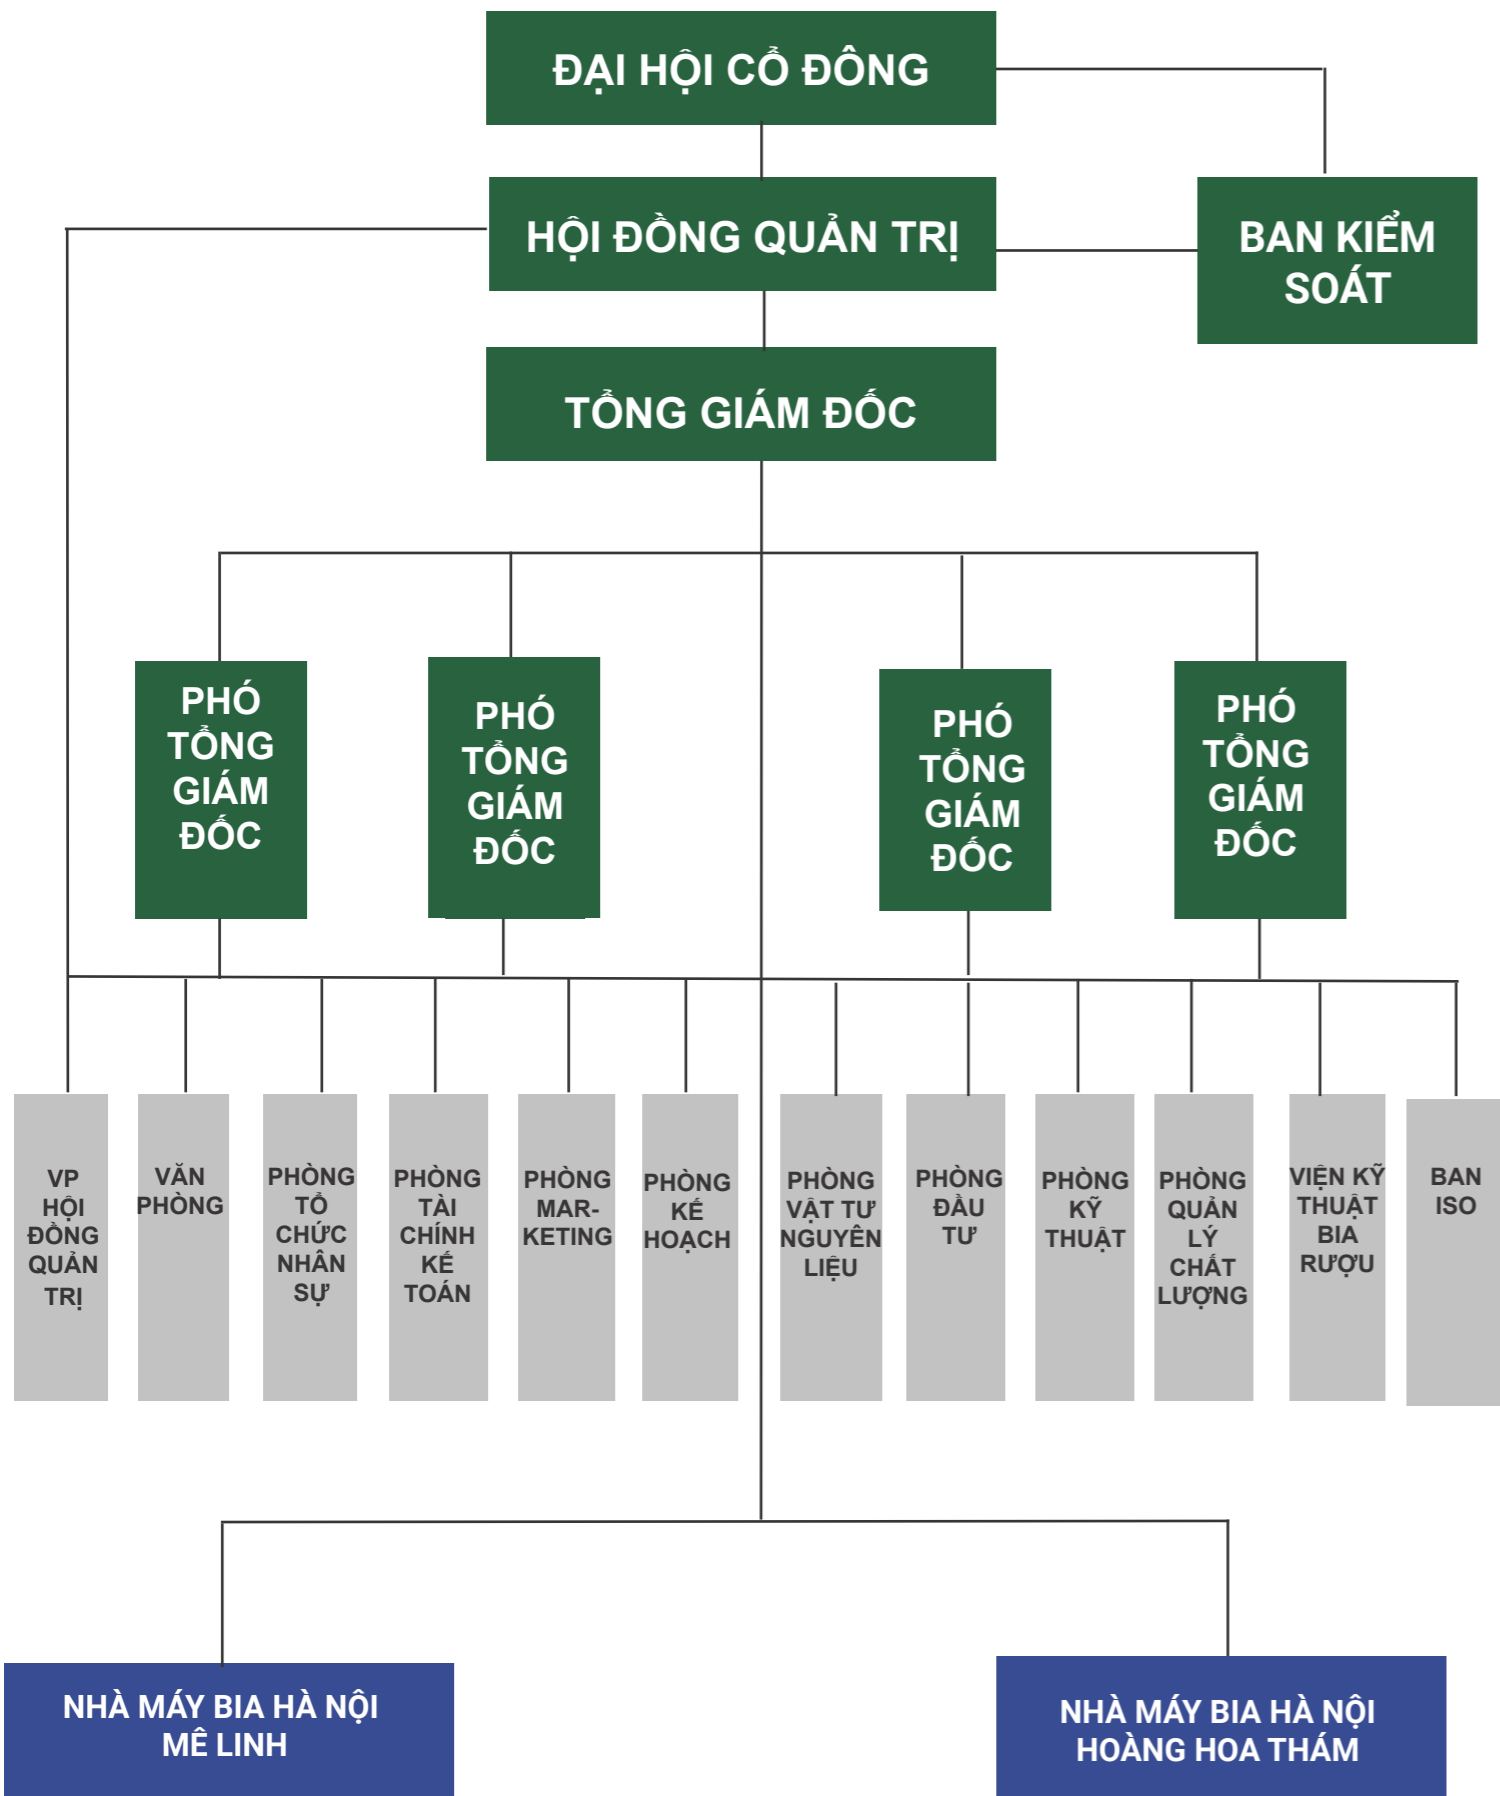 ĐẠI HỘI CỔ ĐÔNG
HỘI ĐỒNG QUẢN TRỊ
BAN KIỂM
SOÁT
TỔNG GIÁM ĐỐC
PHÓ
TỔNG
GIÁM
ĐỐC
PHÓ
TỔNG
GIÁM
ĐỐC
PHÓ
TỔNG
GIÁM
ĐỐC
PHÓ
TỔNG
GIÁM
ĐỐC
VP
HỘI
ĐỒNG
QUẢN
TRỊ
VĂN
PHÒNG
PHÒNG
TỔ
CHỨC
NHÂN
SỰ
PHÒNG
TÀI
CHÍNH
KẾ
TOÁN
PHÒNG
MAR-
KETING
PHÒNG
KẾ
HOẠCH
PHÒNG
VẬT TƯ
NGUYÊN
LIỆU
PHÒNG
ĐẦU
TƯ
PHÒNG
KỸ
THUẬT
PHÒNG
QUẢN
LÝ
CHẤT
LƯỢNG
VIỆN KỸ
THUẬT
BIA
RƯỢU
BAN
ISO
NHÀ MÁY BIA HÀ NỘI
MÊ LINH
NHÀ MÁY BIA HÀ NỘI
HOÀNG HOA THÁM